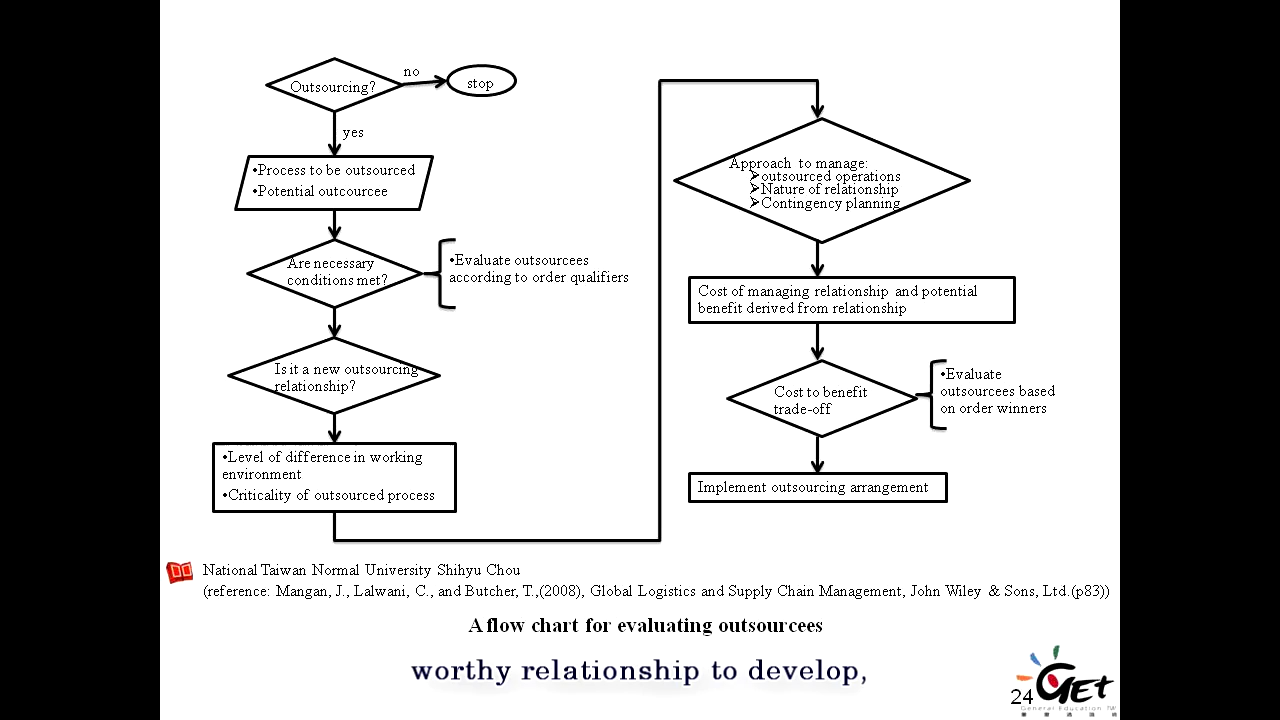 Outsourcing?
no
stop
yes
•Process to be outsourced
•Potential outcourcee
Are necessary
conditions met?
•Evaluate outsourcees
according to order qualifiers
Is it a new outsourcing
relationship?
•Level of difference in working
environment
•Criticality of outsourced process
Approach to manage:
➢outsourced operations
➢Nature of relationship
➢Contingency planning
Cost of managing relationship and potential
benefit derived from relationship
Cost to benefit
trade-off
•Evaluate
outsourcees based
on order winners
Implement outsourcing arrangement
National Taiwan Normal University Shihyu Chou
(reference: Mangan, J., Lalwani, C., and Butcher, T.,(2008), Global Logistics and Supply Chain Management, John Wiley & Sons, Ltd.(p83))
A flow chart for evaluating outsourcees
worthy relationship to develop,
24
GET
General Education TW